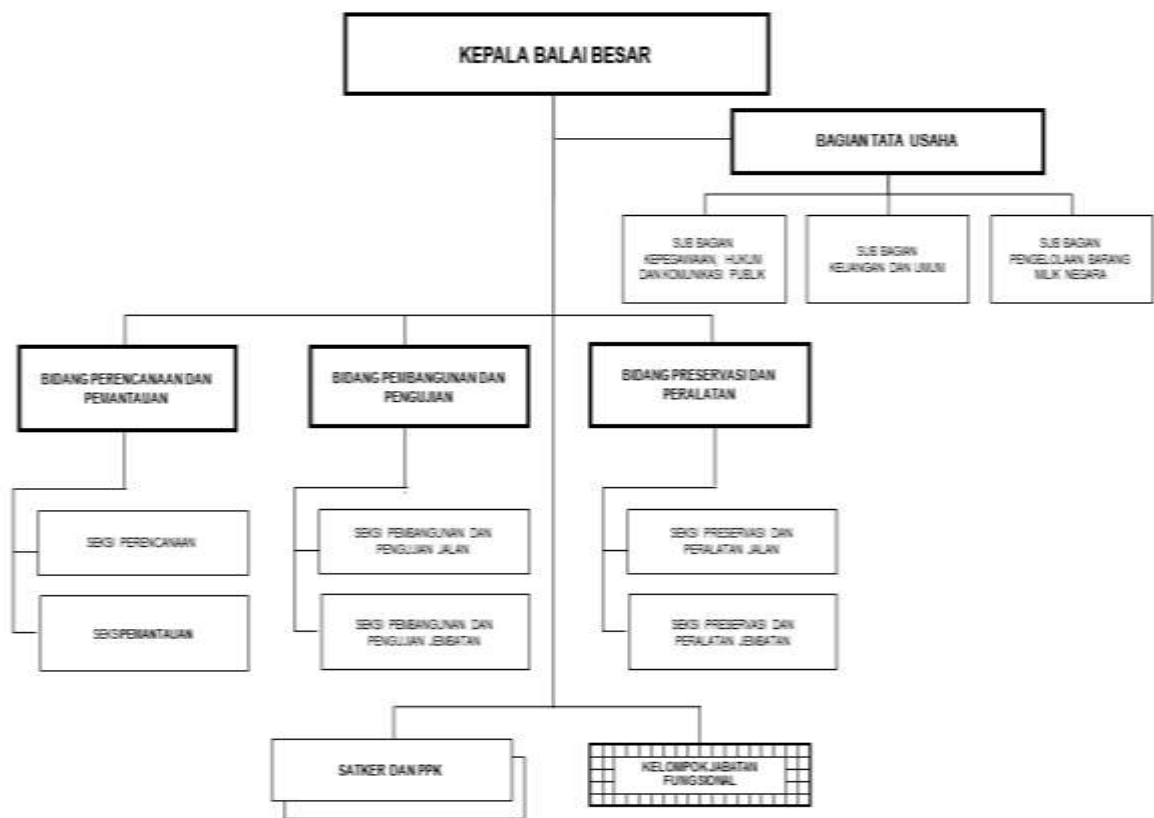 KEPALA BALAI BESAR
BAGIAN TATA USAHA
SUB BAGIAN
KEPEGAWAIAN, HUKUM
DAN KOMUNIKASI PUBLIK
SUB BAGIAN
KEUANGAN DAN UMUM
SUB BAGIAN
PENGELOLAAN BARANG
MILIK NEGARA
BIDANG PERENCANAAN DAN
PEMANTAUAN
BIDANG PEMBANGUNAN DAN
PENGUJIAN
BIDANG PRESERVASI DAN
PERALATAN
SEKSI PERENCANAAN
SEKSI PEMBANGUNAN DAN
PENGUJIAN JALAN
SEKSI PRESERVASI DAN
PERALATAN JALAN
SEKSI PEMANTAUAN
SEKSI PEMBANGUNAN DAN
PENGUJIAN JEMBATAN
SEKSI PRESERVASI DAN
PERALATAN JEMBATAN
SATKER DAN PPK
KELOMPOK JABATAN
FUNGSIONAL